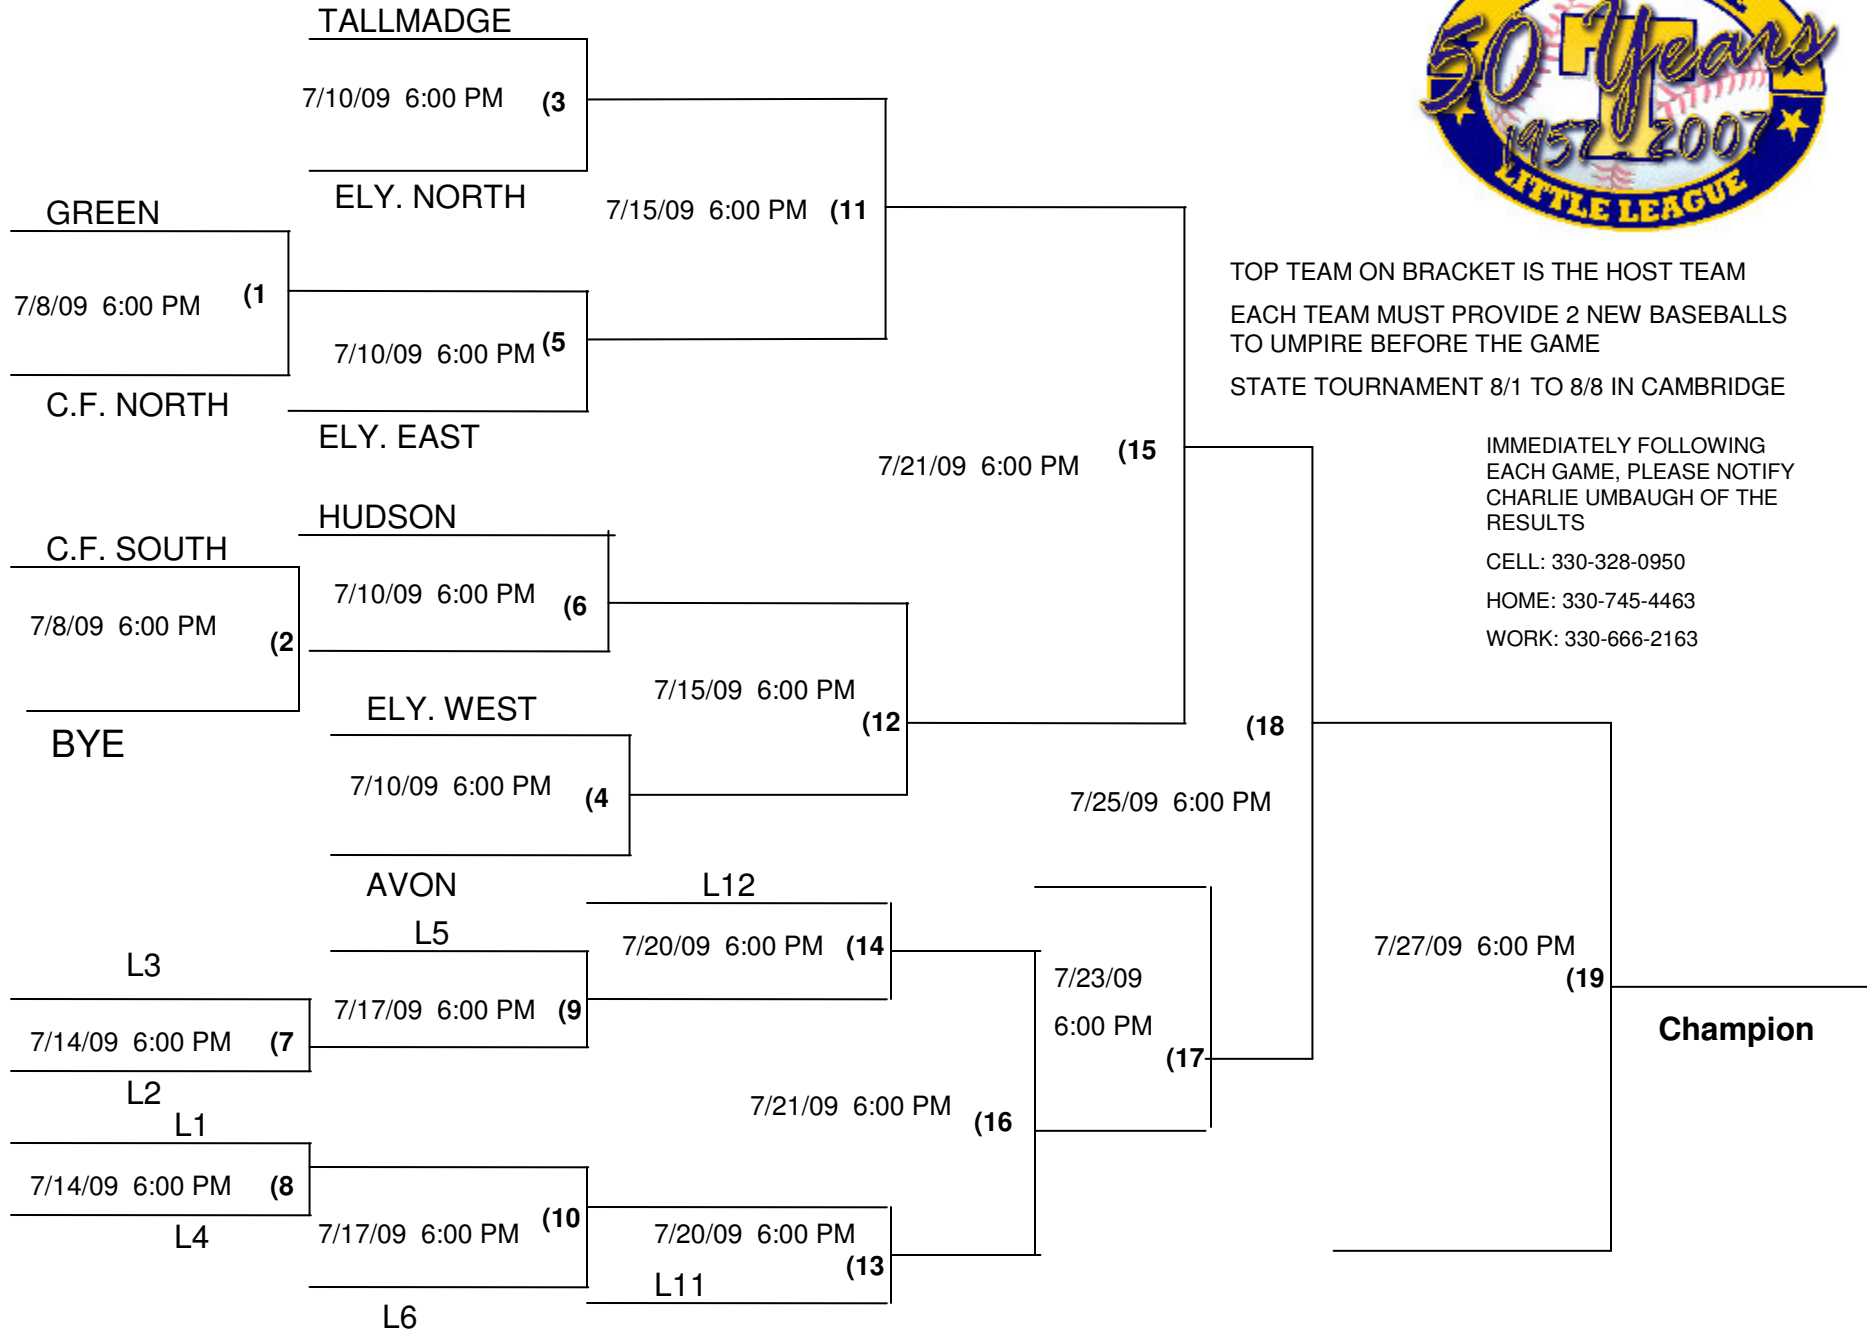 TALLMADGE
7/10/09 6:00 PM (3
ELY. NORTH
GREEN
7/8/09 6:00 PM (1
C.F. NORTH
7/10/09 6:00 PM (5
ELY. EAST
7/15/09 6:00 PM (11
50 Years
1957-2007
LITTLE LEAGUE
TOP TEAM ON BRACKET IS THE HOST TEAM
EACH TEAM MUST PROVIDE 2 NEW BASEBALLS
TO UMPIRE BEFORE THE GAME
STATE TOURNAMENT 8/1 TO 8/8 IN CAMBRIDGE
IMMEDIATELY FOLLOWING
EACH GAME, PLEASE NOTIFY
CHARLIE UMBAUGH OF THE
RESULTS
CELL: 330-328-0950
HOME: 330-745-4463
WORK: 330-666-2163
7/21/09 6:00 PM (15
HUDSON
C.F. SOUTH
7/10/09 6:00 PM (6
7/8/09 6:00 PM (2
BYE
7/15/09 6:00 PM
(12
ELY. WEST
7/10/09 6:00 PM (4
AVON
(18
7/25/09 6:00 PM
L12
L5
7/20/09 6:00 PM (14
L3
7/17/09 6:00 PM (9
7/14/09 6:00 PM (7
L2
L1
7/14/09 6:00 PM (8
L4
7/17/09 6:00 PM (10
L6
7/20/09 6:00 PM
(13
L11
7/21/09 6:00 PM (16
7/23/09
6:00 PM
(17
7/27/09 6:00 PM
(19
Champion